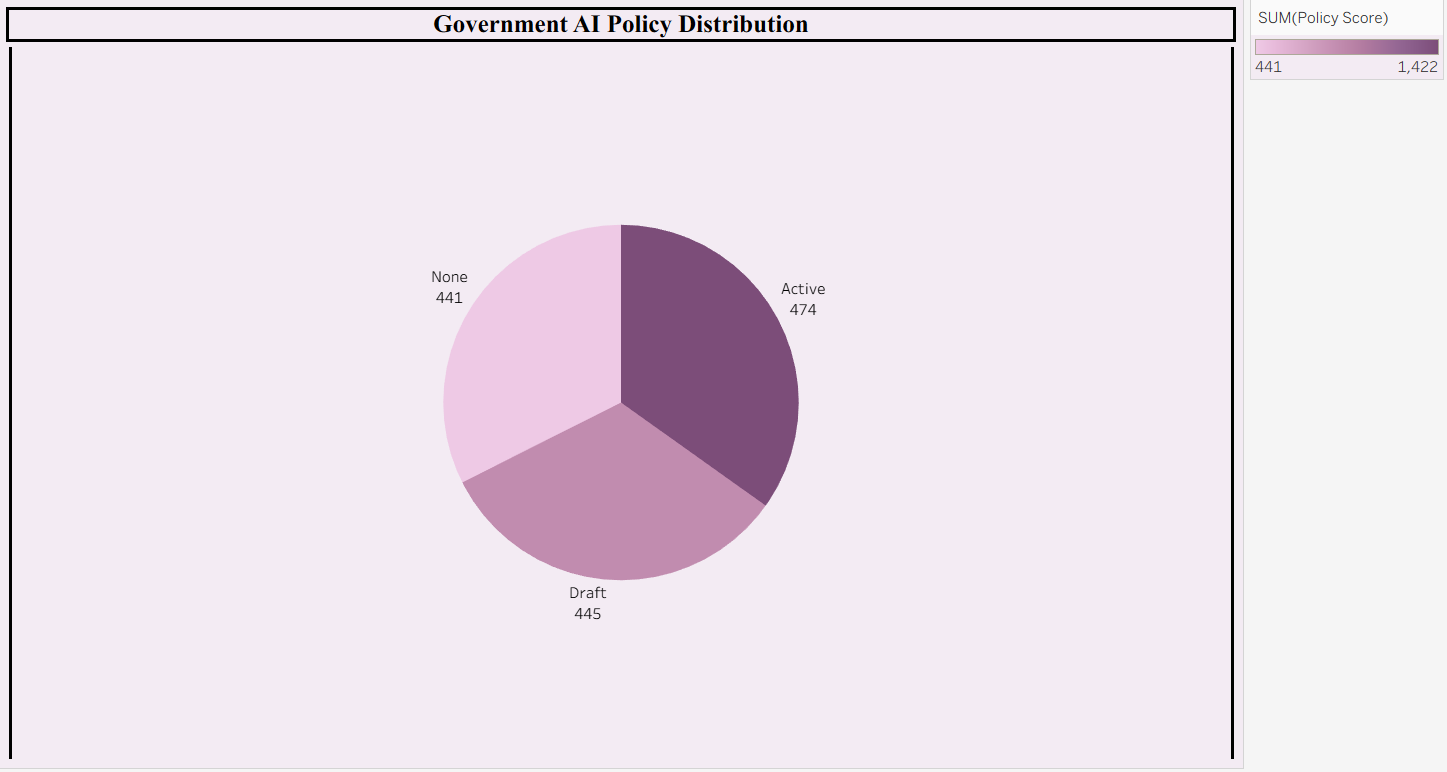 Government AI Policy Distribution
SUM(Policy Score)
441 1,422
None
441
Active
474
Draft
445